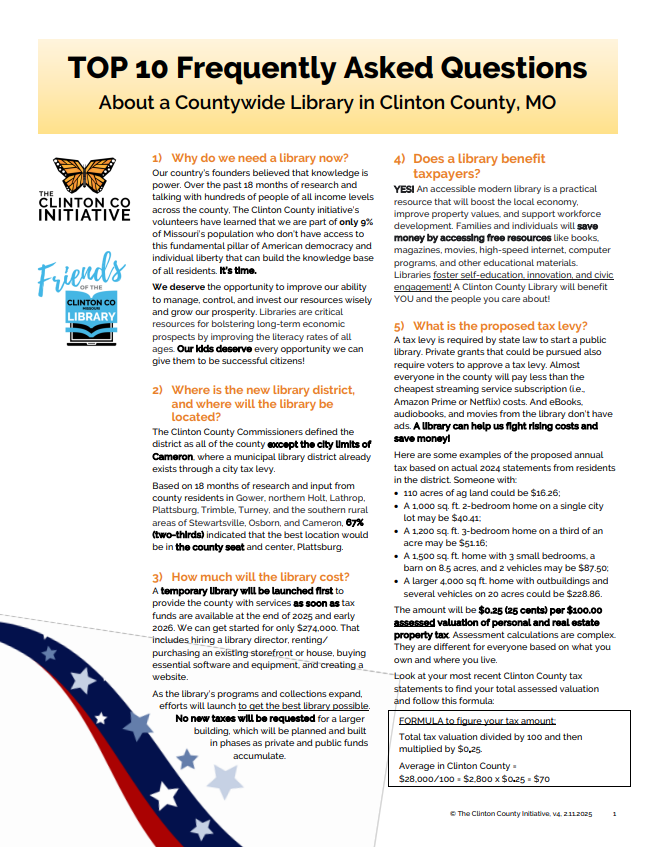 TOP 10 Frequently Asked Questions
About a Countywide Library in Clinton County, MO
THE
CLINTON CO
INITIATIVE
Friends
OF THE
CLINTON CO
MISSOURI
LIBRARY
1) Why do we need a library now?
Our country's founders believed that knowledge is
power. Over the past 18 months of research and
talking with hundreds of people of all income levels
across the county, The Clinton County initiative's
volunteers have learned that we are part of only 9%
of Missouri's population who don't have access to
this fundamental pillar of American democracy and
individual liberty that can build the knowledge base
of all residents. It's time.
We deserve the opportunity to improve our ability
to manage, control, and invest our resources wisely
and grow our prosperity. Libraries are critical
resources for bolstering long-term economic
prospects by improving the literacy rates of all
ages. Our kids deserve every opportunity we can
give them to be successful citizens!
2) Where is the new library district,
and where will the library be
located?
The Clinton County Commissioners defined the
district as all of the county except the city limits of
Cameron, where a municipal library district already
exists through a city tax levy.
Based on 18 months of research and input from
county residents in Gower, northern Holt, Lathrop,
Plattsburg, Trimble, Turney, and the southern rural
areas of Stewartsville, Osborn, and Cameron, 67%
(two-thirds) indicated that the best location would
be in the county seat and center, Plattsburg.
3) How much will the library cost?
A temporary library will be launched first to
provide the county with services as soon as tax
funds are available at the end of 2025 and early
2026. We can get started for only $274,000. That
includes hiring a library director, renting/
purchasing an existing storefront or house, buying
essential software and equipment, and creating a
website.
As the library's programs and collections expand,
efforts will launch to get the best library possible.
No new taxes will be requested for a larger
building, which will be planned and built
in phases as private and public funds
accumulate.
4) Does a library benefit
taxpayers?
YES! An accessible modern library is a practical
resource that will boost the local economy,
improve property values, and support workforce
development. Families and individuals will save
money by accessing free resources like books,
magazines, movies, high-speed internet, computer
programs, and other educational materials.
Libraries foster self-education, innovation, and civic
engagement! A Clinton County Library will benefit
YOU and the people you care about!
5) What is the proposed tax levy?
A tax levy is required by state law to start a public
library. Private grants that could be pursued also
require voters to approve a tax levy. Almost
everyone in the county will pay less than the
cheapest streaming service subscription (i.e.,
Amazon Prime or Netflix) costs. And eBooks,
audiobooks, and movies from the library don't have
ads. A library can help us fight rising costs and
save money!
Here are some examples of the proposed annual
tax based on actual 2024 statements from residents
in the district. Someone with:
• 110 acres of ag land could be $16.26;
• A 1,000 sq. ft. 2-bedroom home on a single city
lot may be $40.41;
• A 1,200 sq. ft. 3-bedroom home on a third of an
acre may be $51.16;
• A 1,500 sq. ft. home with 3 small bedrooms, a
barn on 8.5 acres, and 2 vehicles may be $87.50;
• A larger 4,000 sq. ft. home with outbuildings and
several vehicles on 20 acres could be $228.86.
The amount will be $0.25 (25 cents) per $100.00
assessed valuation of personal and real estate
property tax. Assessment calculations are complex.
They are different for everyone based on what you
own and where you live.
Look at your most recent Clinton County tax
statements to find your total assessed valuation
and follow this formula:
FORMULA to figure your tax amount:
Total tax valuation divided by 100 and then
multiplied by $0.25.
Average in Clinton County =
$28,000/100 = $2,800 x $0.25 = $70
© The Clinton County Initiative, v4, 2.11.2025 1